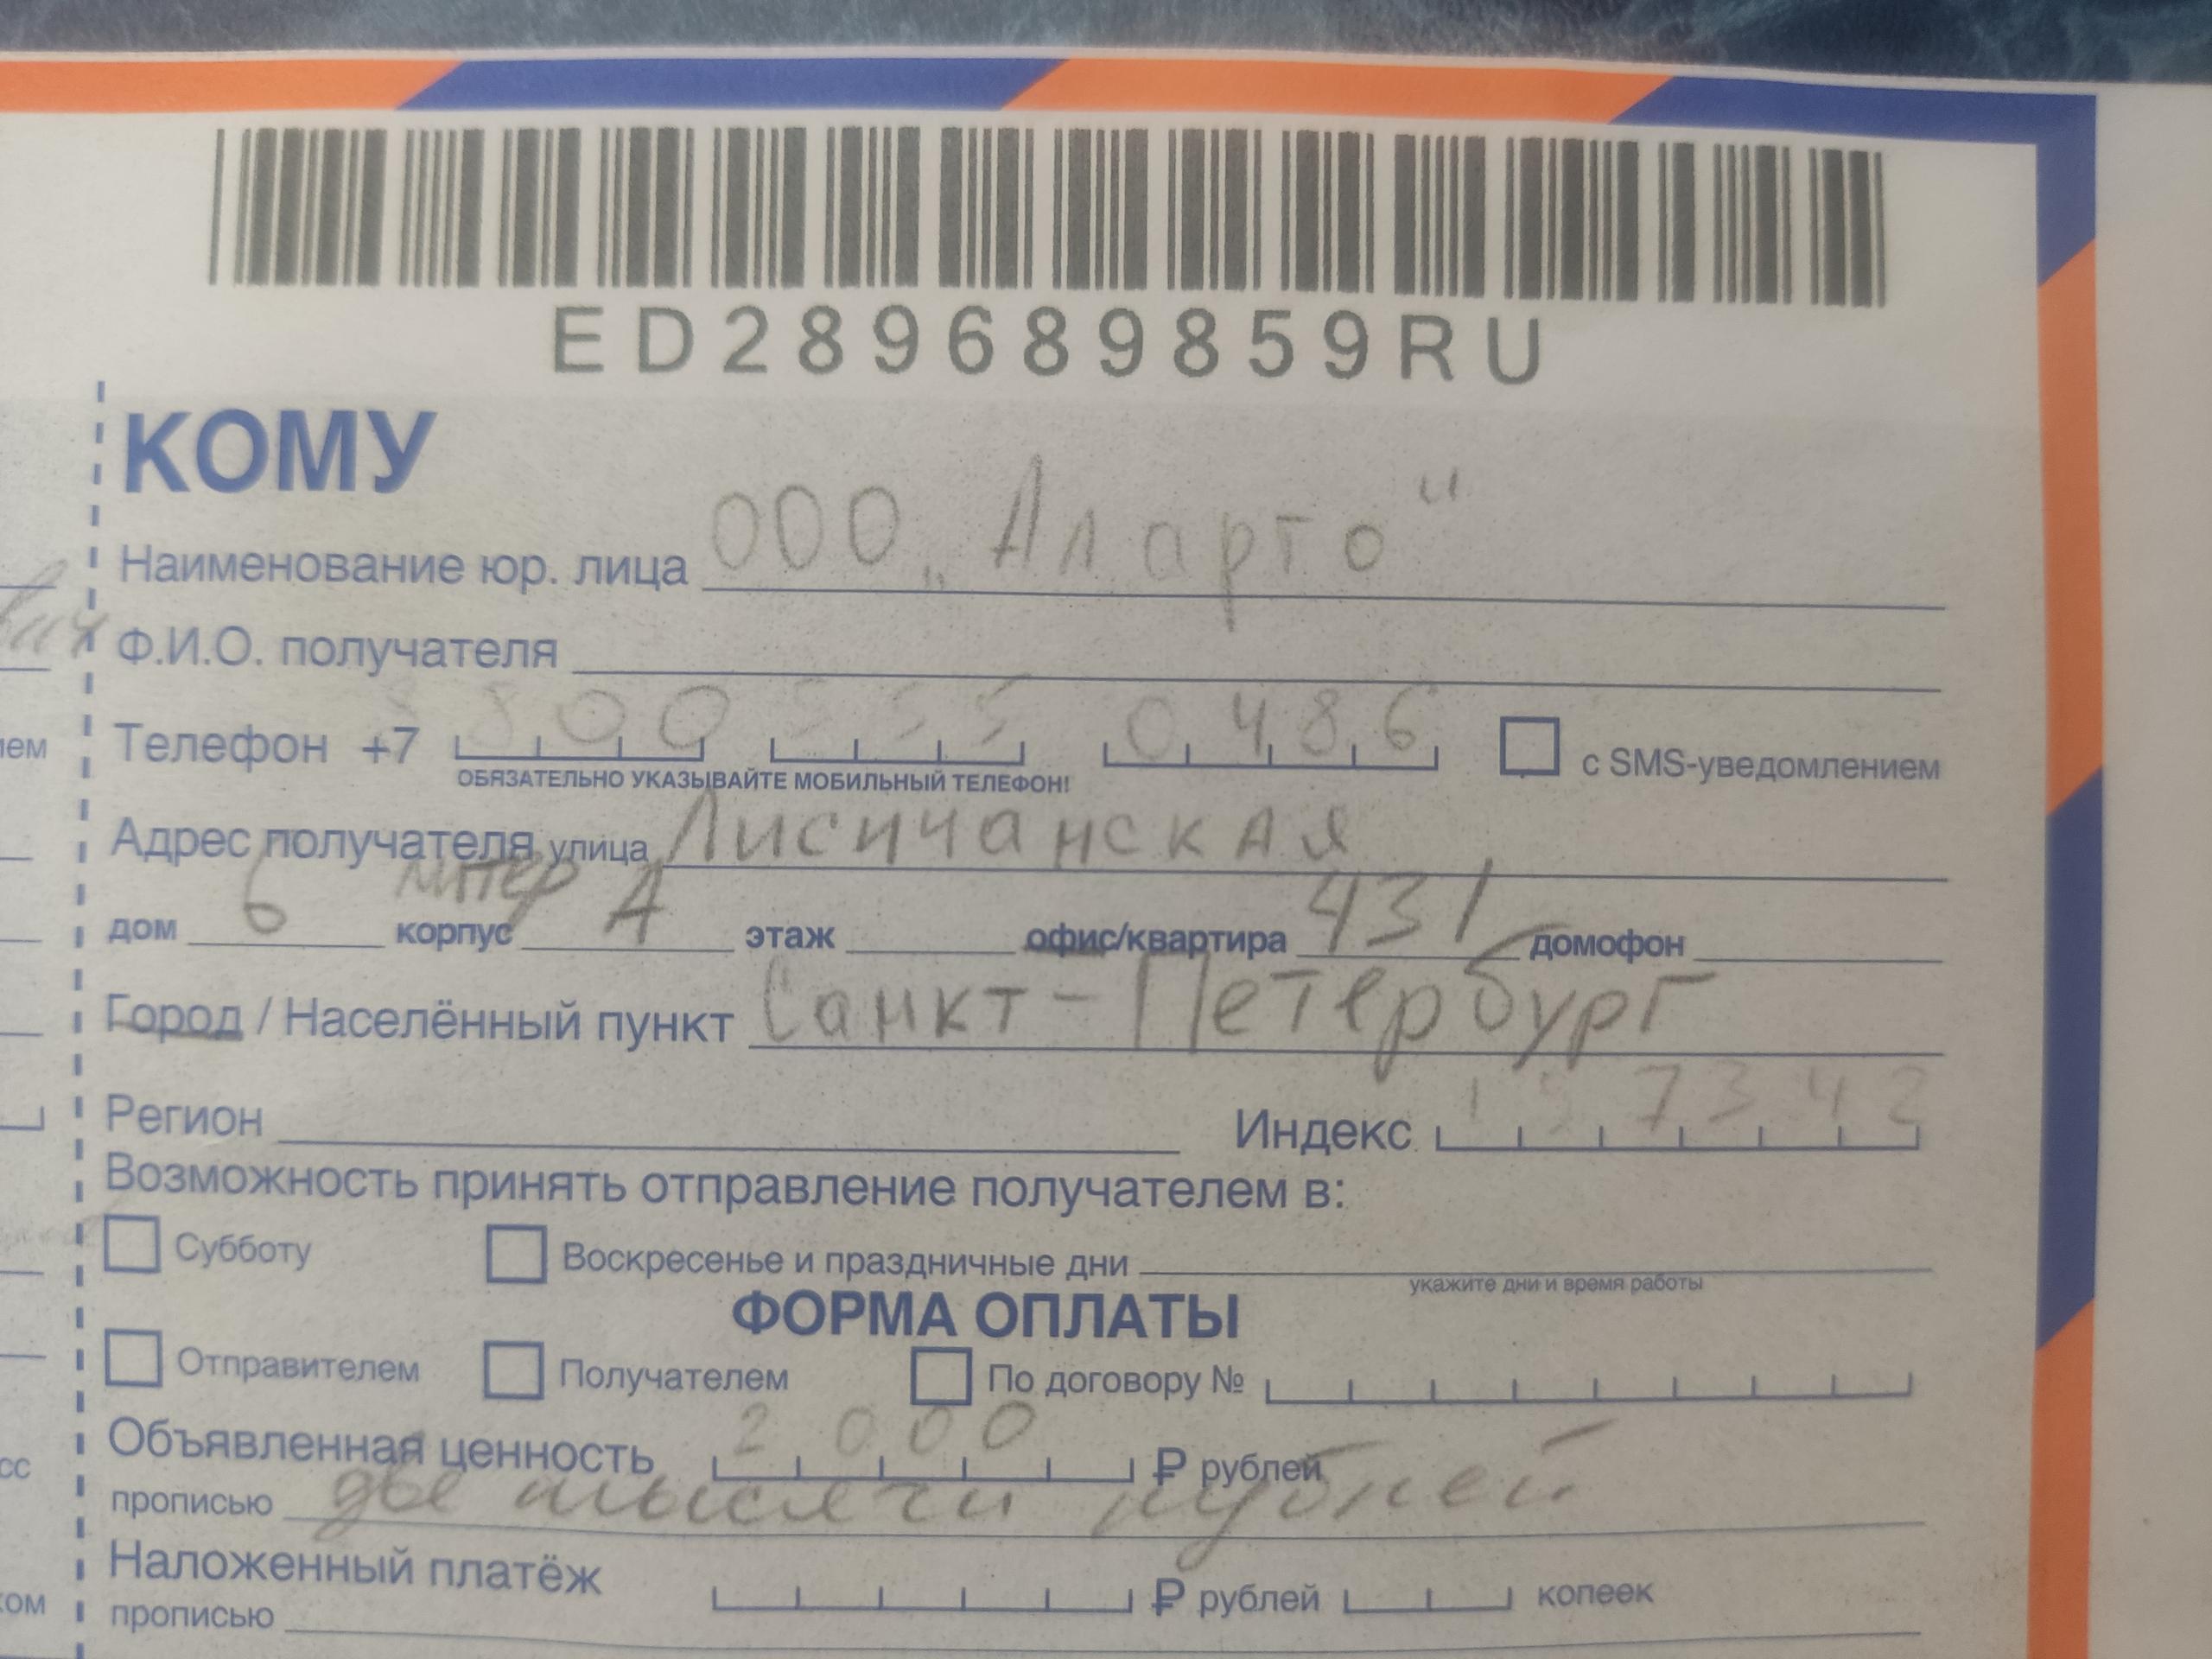 ED289689859RU
КОМУ
Наименование юр. лица ООО „Аларто“
Ф.И.О. получателя
Телефон +7 800 555 0486 с SMS-уведомлением
ОБЯЗАТЕЛЬНО УКАЗЫВАЙТЕ МОБИЛЬНЫЙ ТЕЛЕФОН!
Адрес получателя улица Лисичанская
литер
дом 6 корпус А этаж офис/квартира 431 домофон
Город / Населённый пункт Санкт-Петербург
Регион Индекс 197342
Возможность принять отправление получателем в:
Субботу Воскресенье и праздничные дни
укажите дни и время работы
ФОРМА ОПЛАТЫ
Отправителем Получателем По договору №
Объявленная ценность 2000 ₽ рублей
прописью две тысячи рублей
Наложенный платёж ₽ рублей копеек
прописью